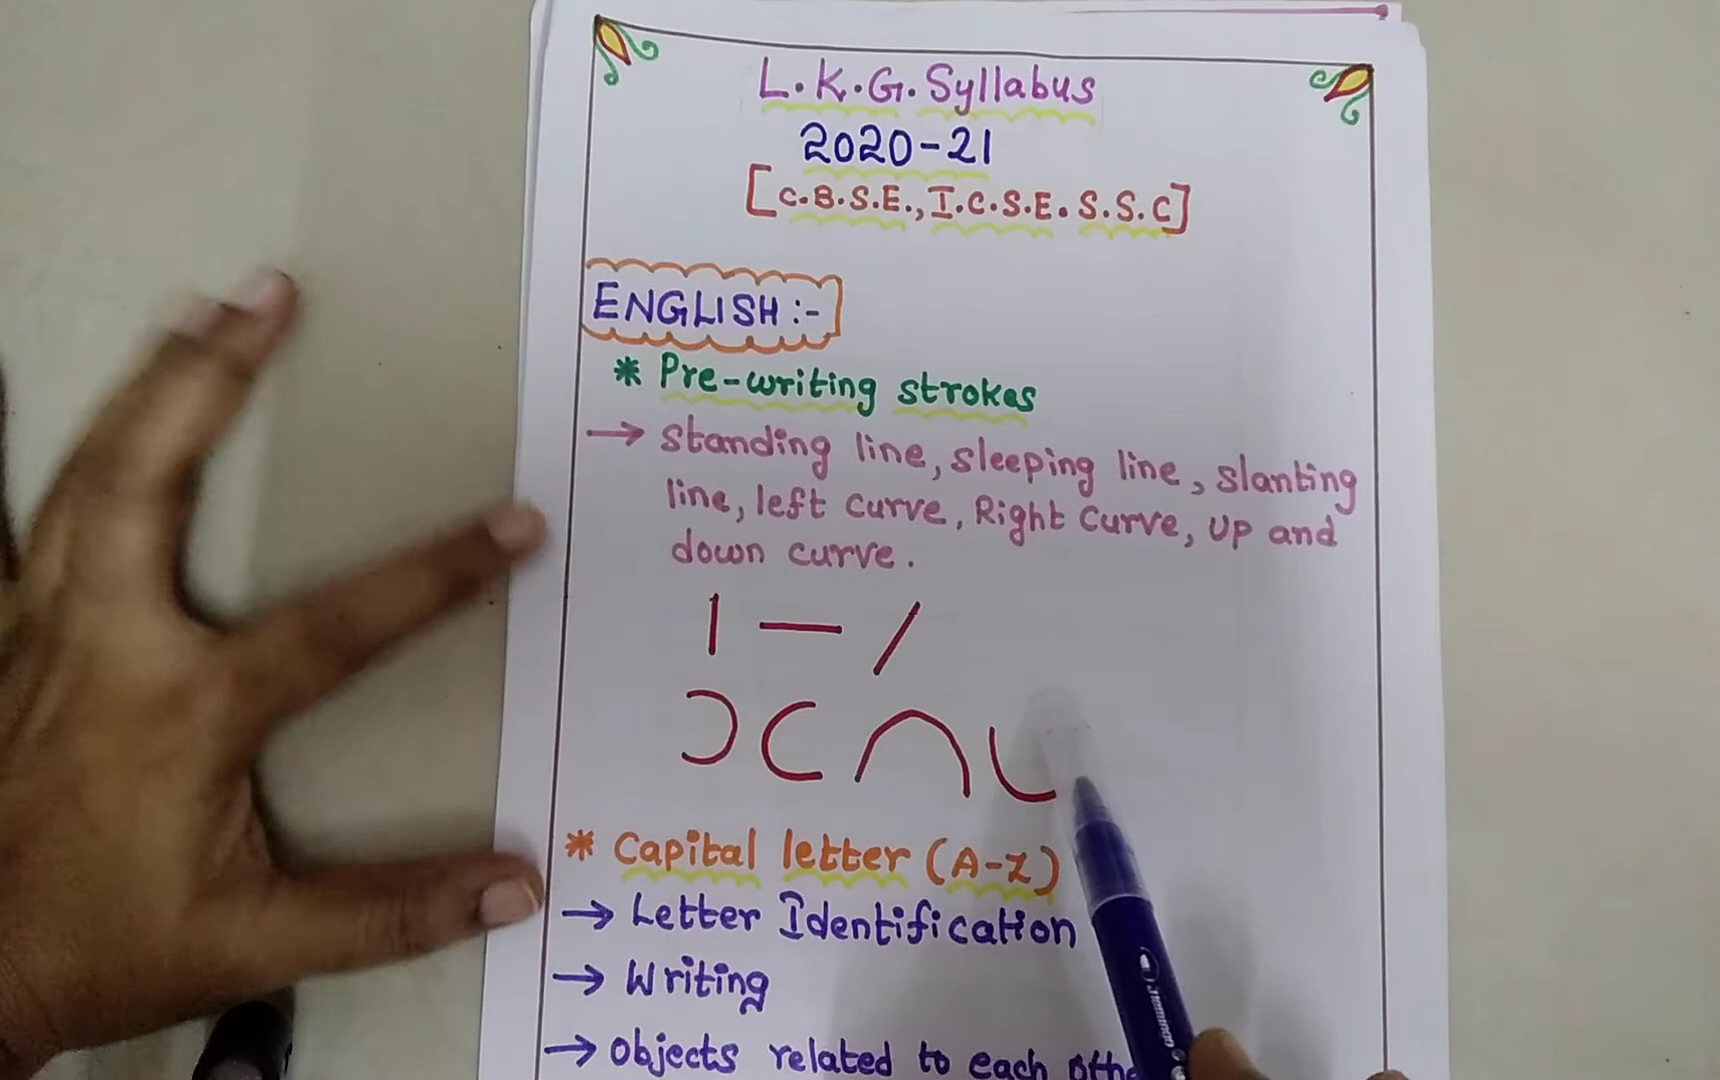 L.K.G. Syllabus
2020-21
[C.B.S.E., I.C.S.E. S.S.C]
ENGLISH :-
* Pre-writing strokes
→ standing line, sleeping line, slanting
line, left curve, Right curve, up and
down curve.
* Capital letter (A-Z)
→ Letter Identification
→ Writing
→ objects related to each